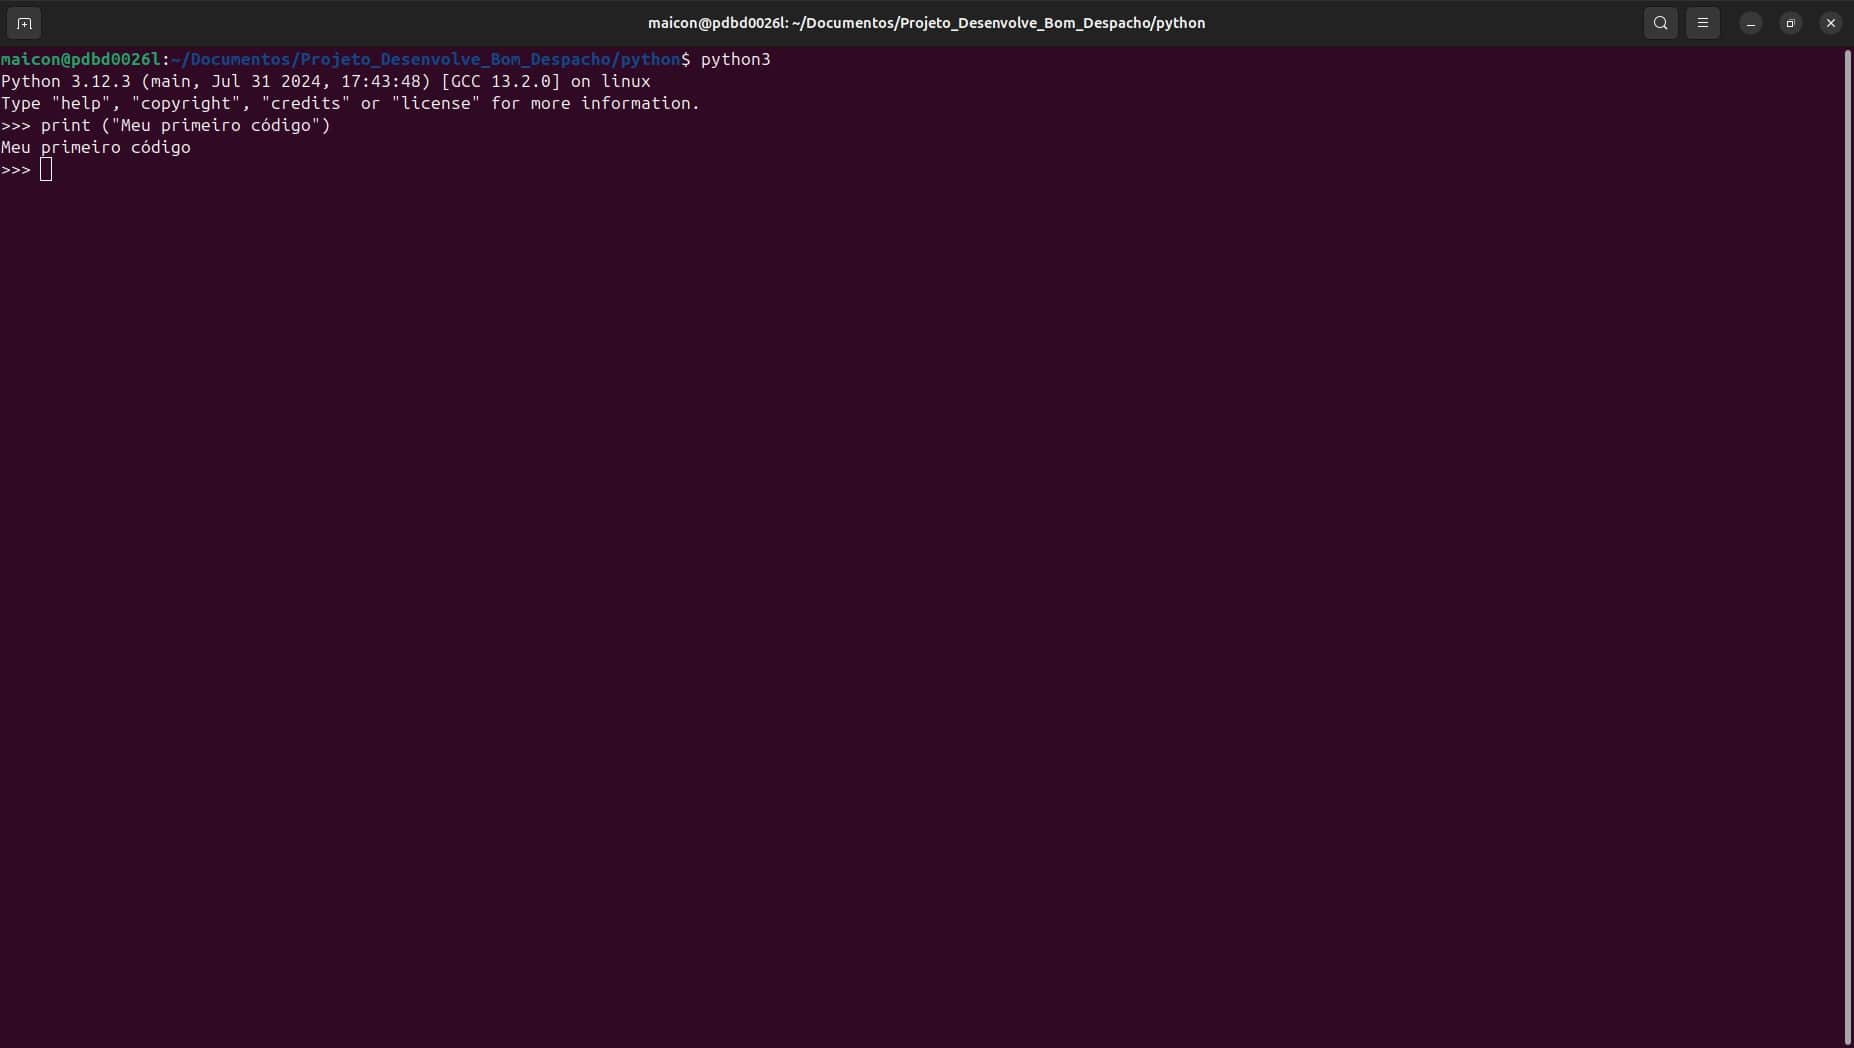 maicon@pdbd0026l: ~/Documentos/Projeto_Desenvolve_Bom_Despacho/python
maicon@pdbd0026l:~/Documentos/Projeto_Desenvolve_Bom_Despacho/python$ python3
Python 3.12.3 (main, Jul 31 2024, 17:43:48) [GCC 13.2.0] on linux
Type "help", "copyright", "credits" or "license" for more information.
>>> print ("Meu primeiro código")
Meu primeiro código
>>>